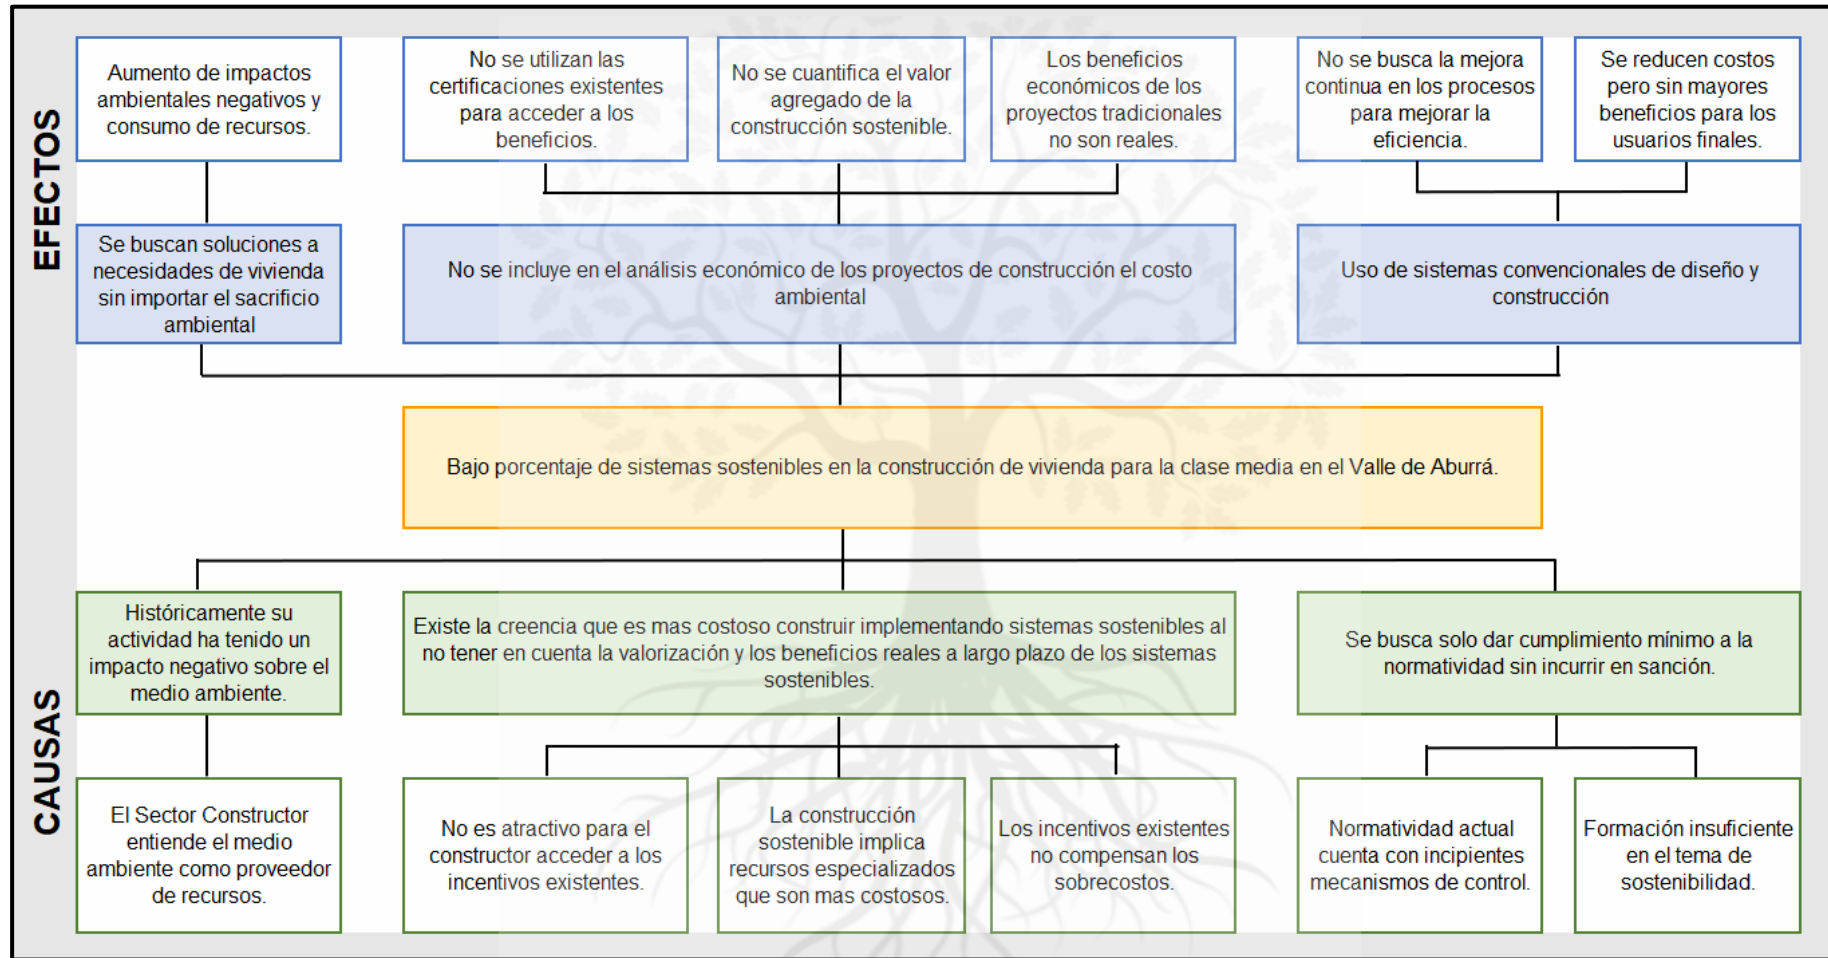 EFECTOS
Aumento de impactos
ambientales negativos y
consumo de recursos.
No se utilizan las
certificaciones existentes
para acceder a los
beneficios.
No se cuantifica el valor
agregado de la
construcción sostenible.
Los beneficios
económicos de los
proyectos tradicionales
no son reales.
No se busca la mejora
continua en los procesos
para mejorar la
eficiencia.
Se reducen costos
pero sin mayores
beneficios para los
usuarios finales.
Se buscan soluciones a
necesidades de vivienda
sin importar el sacrificio
ambiental
No se incluye en el análisis económico de los proyectos de construcción el costo
ambiental
Uso de sistemas convencionales de diseño y
construcción
Bajo porcentaje de sistemas sostenibles en la construcción de vivienda para la clase media en el Valle de Aburrá.
CAUSAS
Históricamente su
actividad ha tenido un
impacto negativo sobre el
medio ambiente.
Existe la creencia que es mas costoso construir implementando sistemas sostenibles al
no tener en cuenta la valorización y los beneficios reales a largo plazo de los sistemas
sostenibles.
Se busca solo dar cumplimiento mínimo a la
normatividad sin incurrir en sanción.
El Sector Constructor
entiende el medio
ambiente como proveedor
de recursos.
No es atractivo para el
constructor acceder a los
incentivos existentes.
La construcción
sostenible implica
recursos especializados
que son mas costosos.
Los incentivos existentes
no compensan los
sobrecostos.
Normatividad actual
cuenta con incipientes
mecanismos de control.
Formación insuficiente
en el tema de
sostenibilidad.